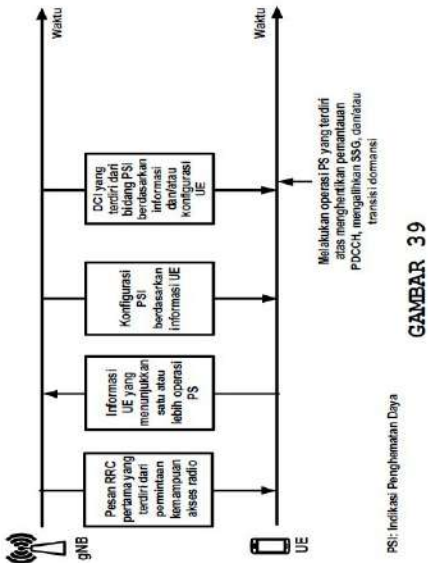 Waktu
Waktu
gNB
Pesan RRC
pertama yang
terdiri dari
permintaan
kemampuan
akses radio
Informasi
UE yang
menunjukkan
satu atau
lebih operasi
PS
Konfigurasi
PSI
berdasarkan
informasi UE
DCI yang
terdiri dari
bidang PSI
berdasarkan
informasi
dan/atau
konfigurasi
UE
UE
Melakukan operasi PS yang terdiri
atas menghentikan pemantauan
PDCCH, mengalihkan SSG, dan/atau
transisi domansi
PSI: Indikasi Penghematan Daya
GAMBAR 39